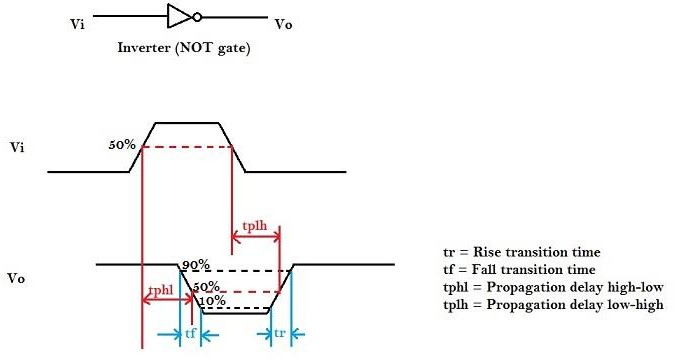 Vi
Vo
Inverter (NOT gate)
Vi
50%
tplh
Vo
90%
tphl
50%
10%
tf
tr
tr = Rise transition time
tf = Fall transition time
tphl = Propagation delay high-low
tplh = Propagation delay low-high